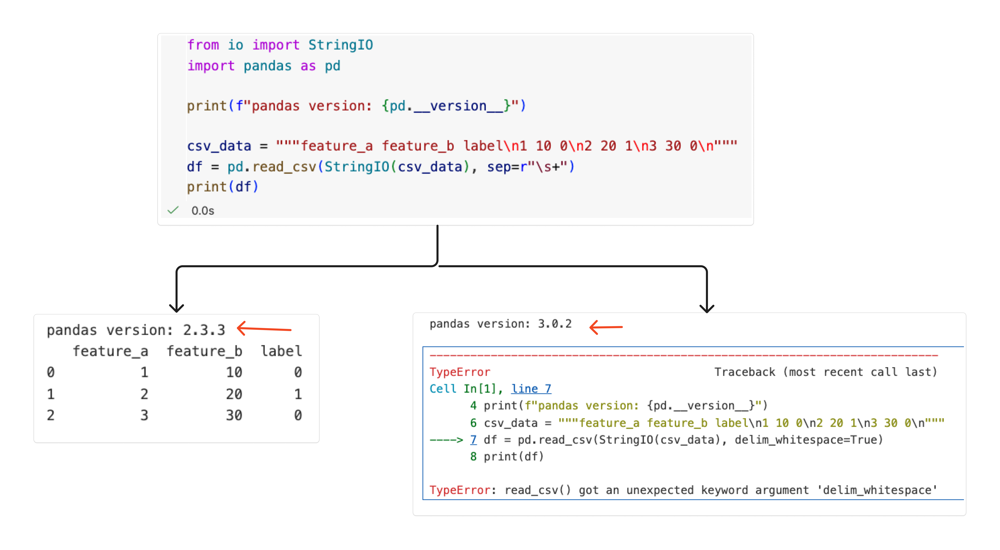 from io import StringIO
import pandas as pd
print(f"pandas version: {pd.__version__}")
csv_data = """feature_a feature_b label\n1 10 0\n2 20 1\n3 30 0\n"""
df = pd.read_csv(StringIO(csv_data), sep=r"\s+")
print(df)
0.0s
pandas version: 2.3.3
feature_a feature_b label
0 1 10 0
1 2 20 1
2 3 30 0
pandas version: 3.0.2
---------------------------------------------------------------------------
TypeError Traceback (most recent call last)
Cell In[1], line 7
4 print(f"pandas version: {pd.__version__}")
6 csv_data = """feature_a feature_b label\n1 10 0\n2 20 1\n3 30 0\n"""
----> 7 df = pd.read_csv(StringIO(csv_data), delim_whitespace=True)
8 print(df)
TypeError: read_csv() got an unexpected keyword argument 'delim_whitespace'